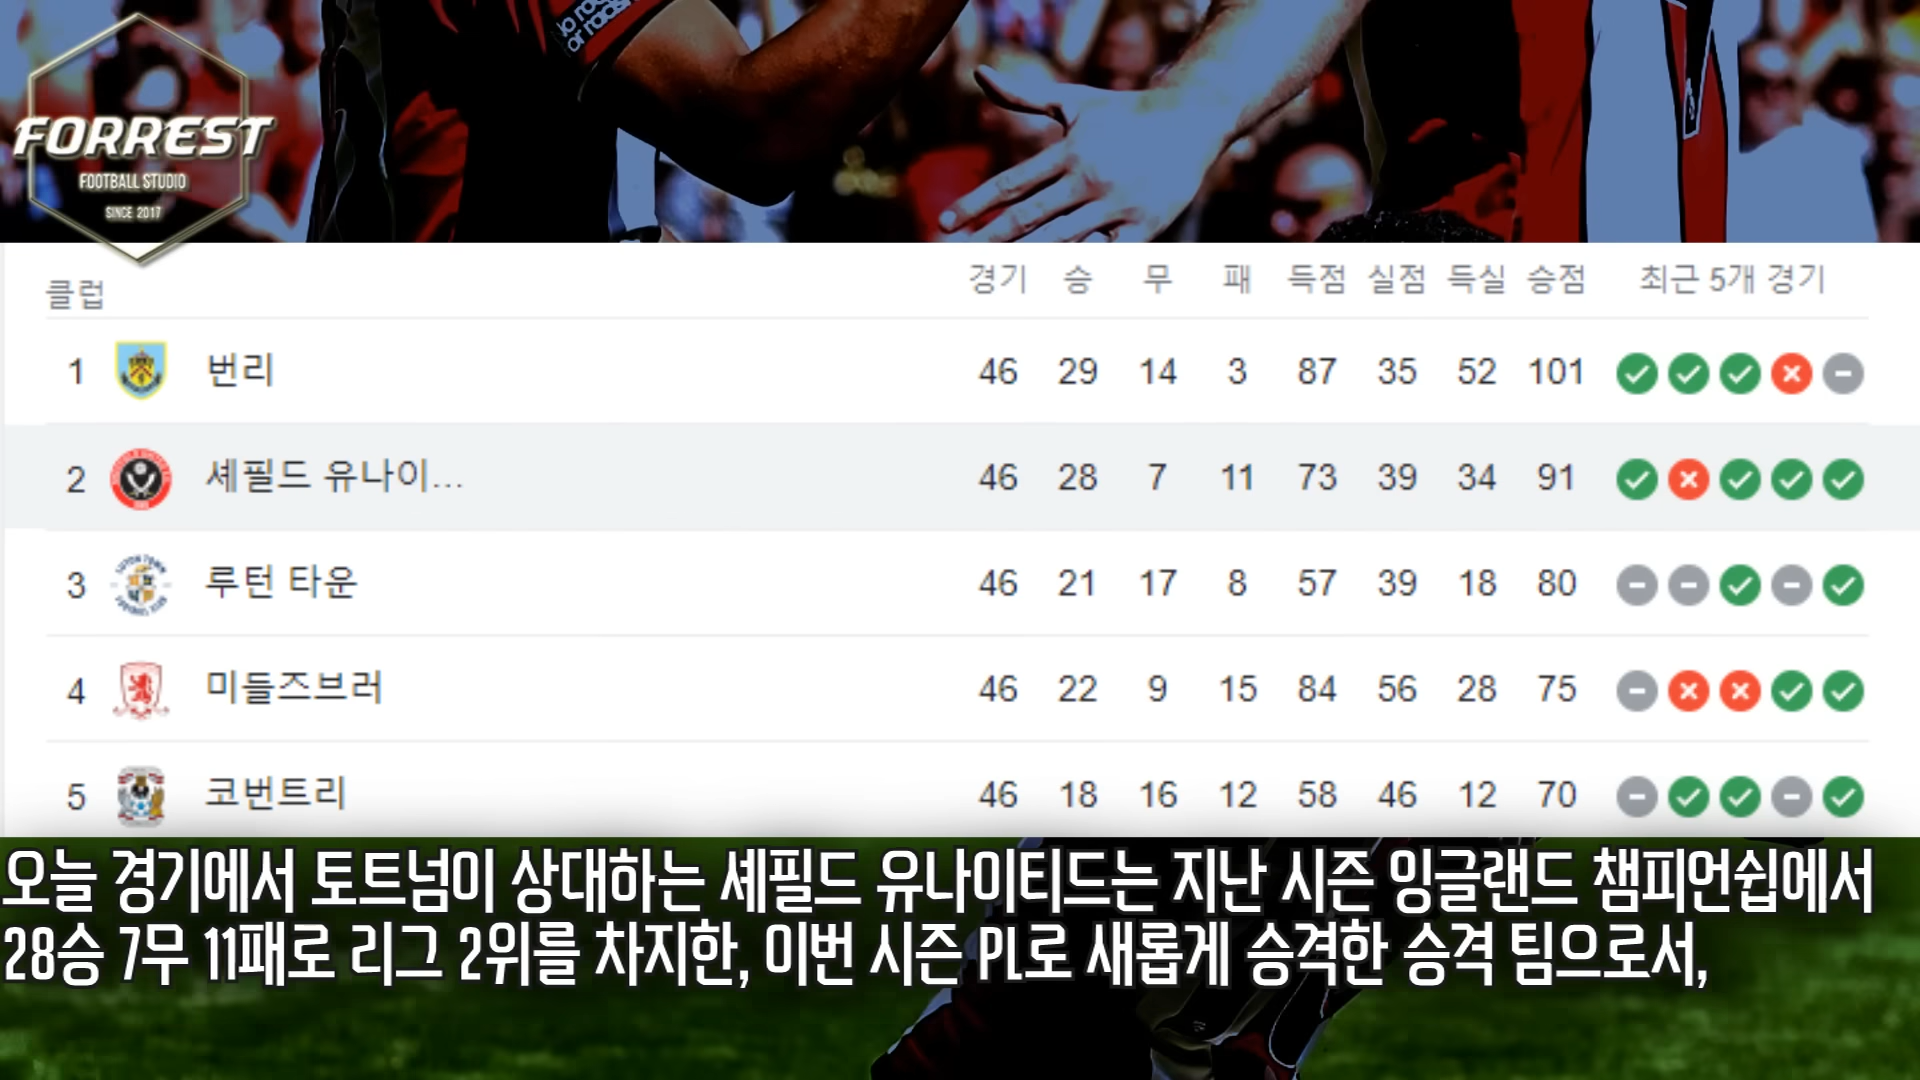 no roo
or racis
FORREST
FOOTBALL STUDIO
SINCE 2017
클럽 경기 승 무 패 득점 실점 득실 승점 최근 5개 경기
1 번리 46 29 14 3 87 35 52 101
2 셰필드 유나이... 46 28 7 11 73 39 34 91
3 루턴 타운 46 21 17 8 57 39 18 80
4 미들즈브러 46 22 9 15 84 56 28 75
5 코번트리 46 18 16 12 58 46 12 70
오늘 경기에서 토트넘이 상대하는 셰필드 유나이티드는 지난 시즌 잉글랜드 챔피언쉽에서
28승 7무 11패로 리그 2위를 차지한, 이번 시즌 PL로 새롭게 승격한 승격 팀으로서,